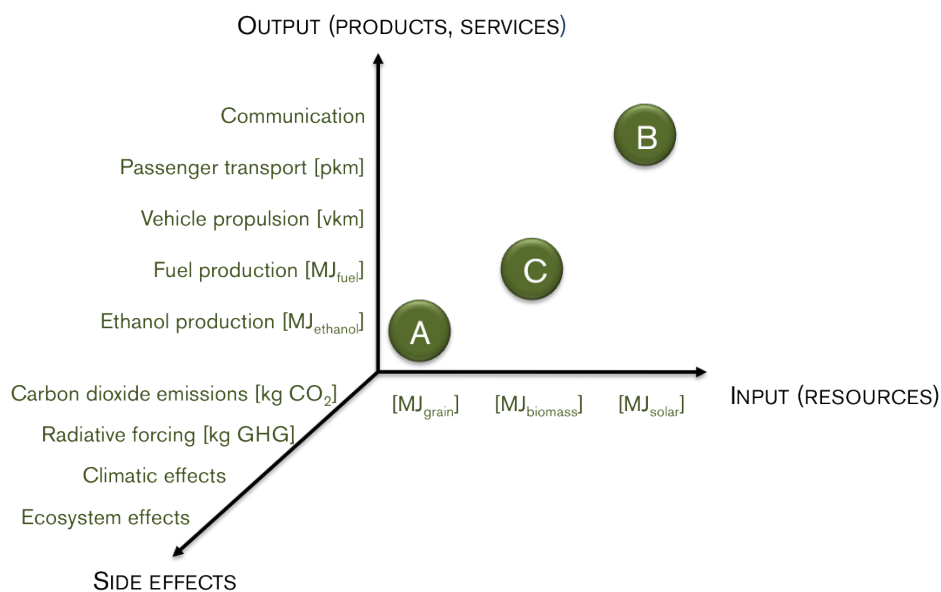 OUTPUT (PRODUCTS, SERVICES)
Communication
B
Passenger transport [pkm]
Vehicle propulsion [vkm]
Fuel production [MJfuel]
C
Ethanol production [MJethanol]
A
Carbon dioxide emissions [kg CO2]
[MJgrain] [MJbiomass] [MJsolar]
INPUT (RESOURCES)
Radiative forcing [kg GHG]
Climatic effects
Ecosystem effects
SIDE EFFECTS